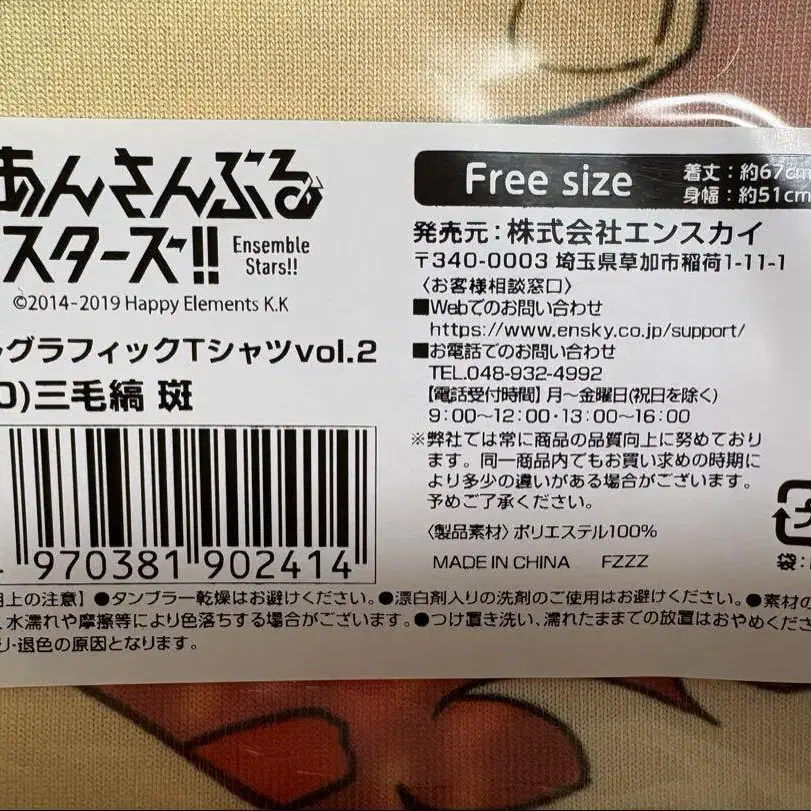 あんさんぶる
スターズ!!
Ensemble
Stars!!
©2014-2019 Happy Elements K.K
グラフィックTシャツvol.2
)三毛縞 斑
970381 902414
Free size
着丈：約67cm
身幅：約51cm
発売元：株式会社エンスカイ
〒340-0003 埼玉県草加市稲荷1-11-1
〈お客様相談窓口〉
■Webでのお問い合わせ
https://www.ensky.co.jp/support/
■お電話でのお問い合わせ
TEL.048-932-4992
【電話受付時間】月〜金曜日(祝日を除く)
9:00〜12:00・13:00〜16:00
※弊社では常に商品の品質向上に努めており
ます。同一商品内でもお買い求めの時期に
より多少の違いがある場合がございます。
予めご了承ください。
〈製品素材〉ポリエステル100%
MADE IN CHINA FZZZ
袋:
上の注意】●タンブラー乾燥はお避けください。●漂白剤入りの洗剤のご使用はお避けください。●素材の
、水濡れや摩擦等により色落ちする場合がございます。●つけ置き洗い、濡れたままでの放置はおやめくださ
り・退色の原因となります。